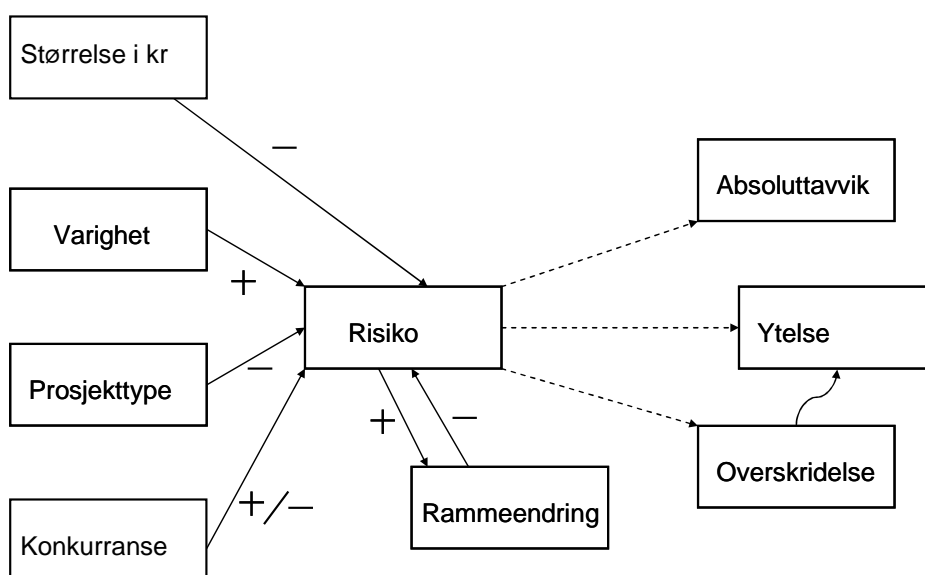 Størrelse i kr
–
Absoluttavvik
Varighet
+
Risiko
Ytelse
Prosjekttype
–
+
–
Overskridelse
+/–
Rammeendring
Konkurranse